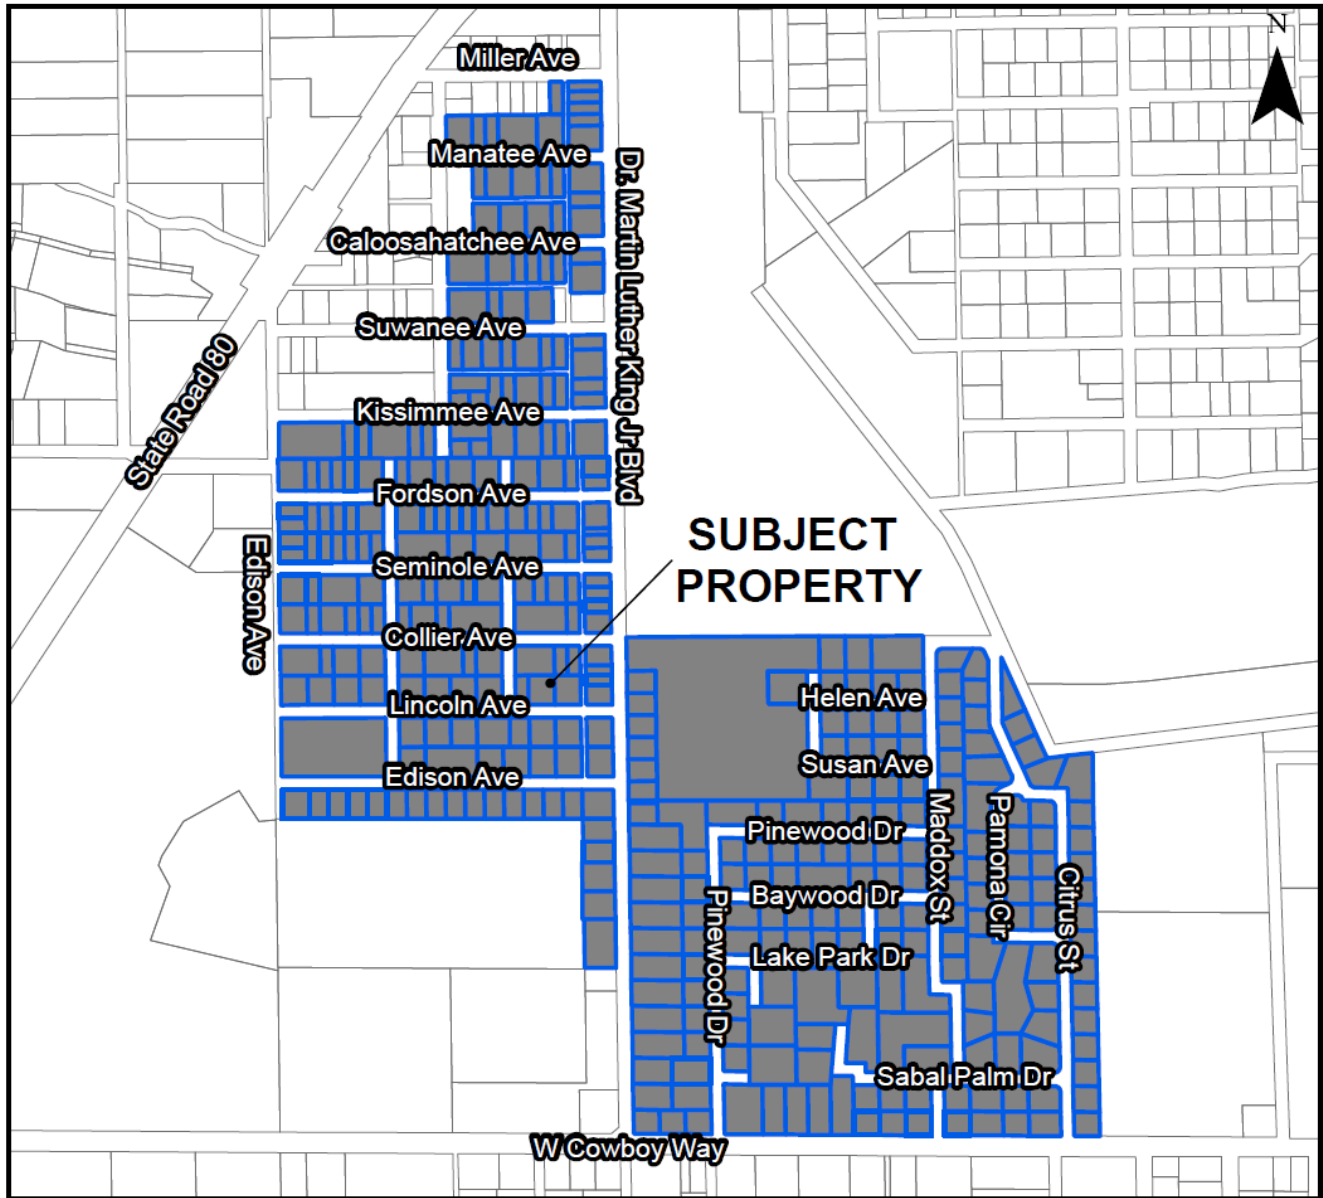 N
Miller Ave
Manatee Ave
Dr. Martin Luther King Jr Blvd
Caloosahatchee Ave
Suwanee Ave
State Road 80
Kissimmee Ave
Fordson Ave
SUBJECT
PROPERTY
Edison Ave
Seminole Ave
Collier Ave
Lincoln Ave
Helen Ave
Susan Ave
Edison Ave
Maddox St
Pamona Cir
Pinewood Dr
Citrus St
Baywood Dr
Pinewood Dr
Lake Park Dr
Sabal Palm Dr
W Cowboy Way